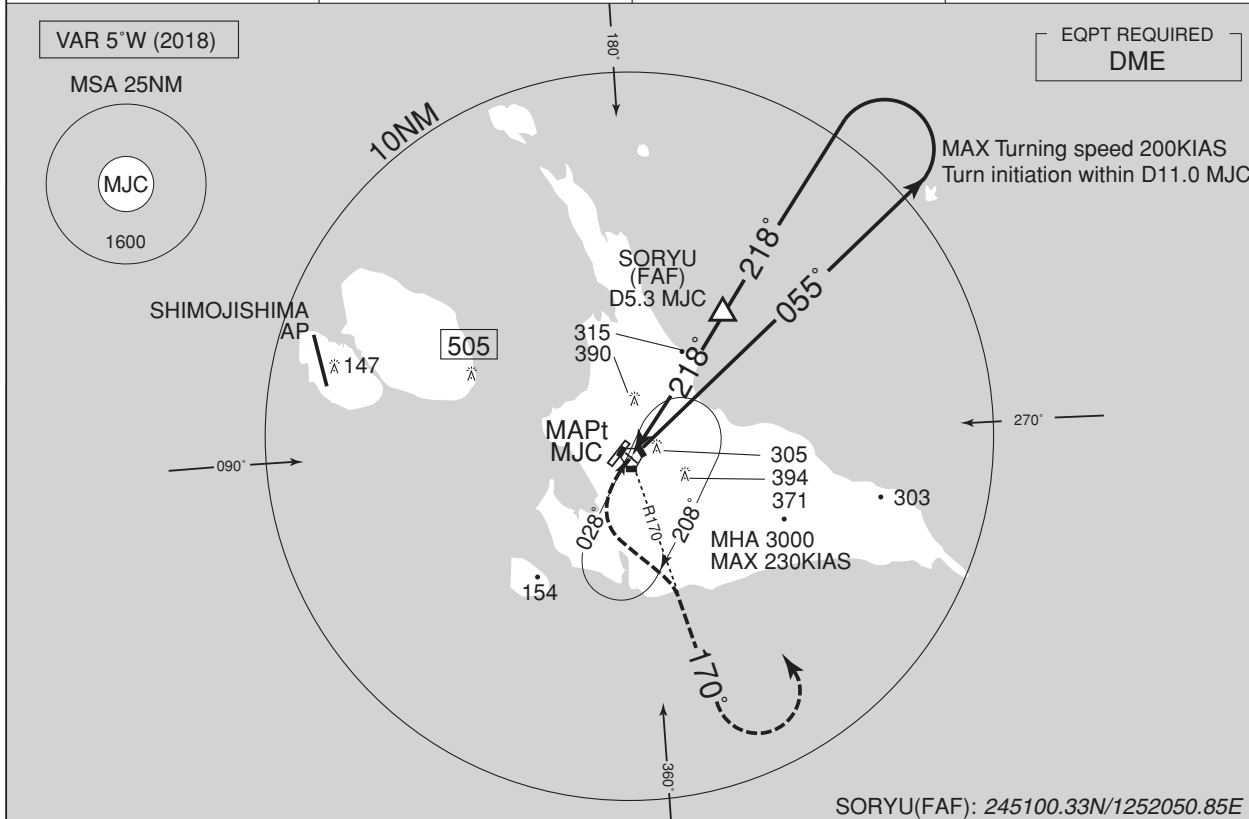 VAR 5°W (2018)
MSA 25NM
MJC
1600
10NM
180°
EQPT REQUIRED
DME
MAX Turning speed 200KIAS
Turn initiation within D11.0 MJC
218°
055°
SORYU
(FAF)
D5.3 MJC
SHIMOJISHIMA
AP
147
505
315
390
218°
MAPt
MJC
270°
090°
305
394
371
303
028°
R170°
208°
MHA 3000
MAX 230KIAS
154
170°
360°
SORYU(FAF): 245100.33N/1252050.85E